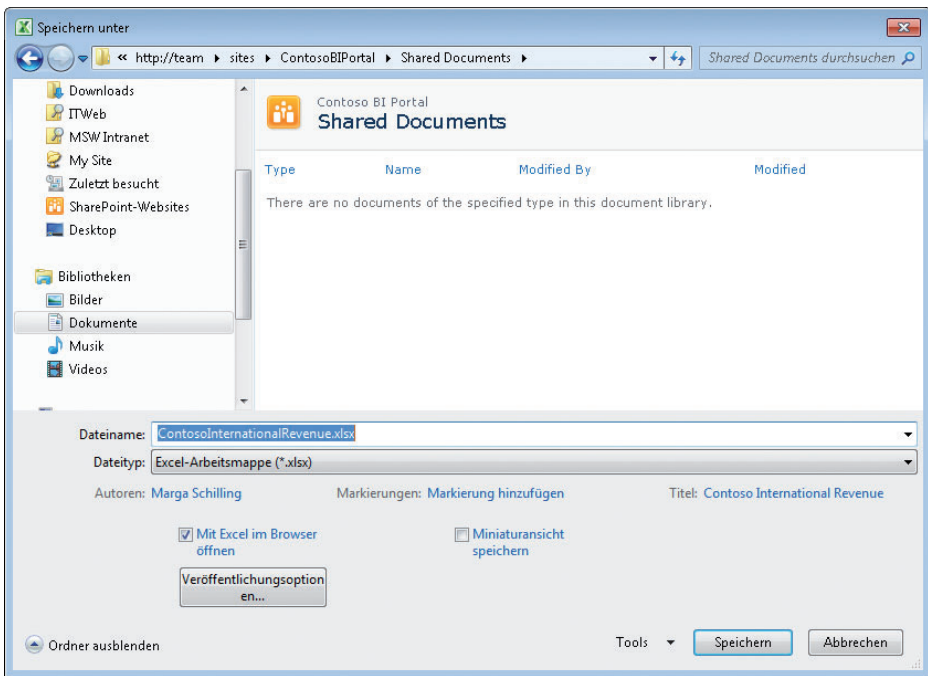 Speichern unter
« http://team ▸ sites ▸ ContosoBIPortal ▸ Shared Documents ▸
Shared Documents durchsuchen
Downloads
ITWeb
MSW Intranet
My Site
Zuletzt besucht
SharePoint-Websites
Desktop
Bibliotheken
Bilder
Dokumente
Musik
Videos
Contoso BI Portal
Shared Documents
Type Name Modified By Modified
There are no documents of the specified type in this document library.
Dateiname: ContosoInternationalRevenue.xlsx
Dateityp: Excel-Arbeitsmappe (*.xlsx)
Autoren: Marga Schilling Markierungen: Markierung hinzufügen Titel: Contoso International Revenue
Mit Excel im Browser
öffnen
Miniaturansicht
speichern
Veröffentlichungsoption
en...
Ordner ausblenden
Tools Speichern Abbrechen